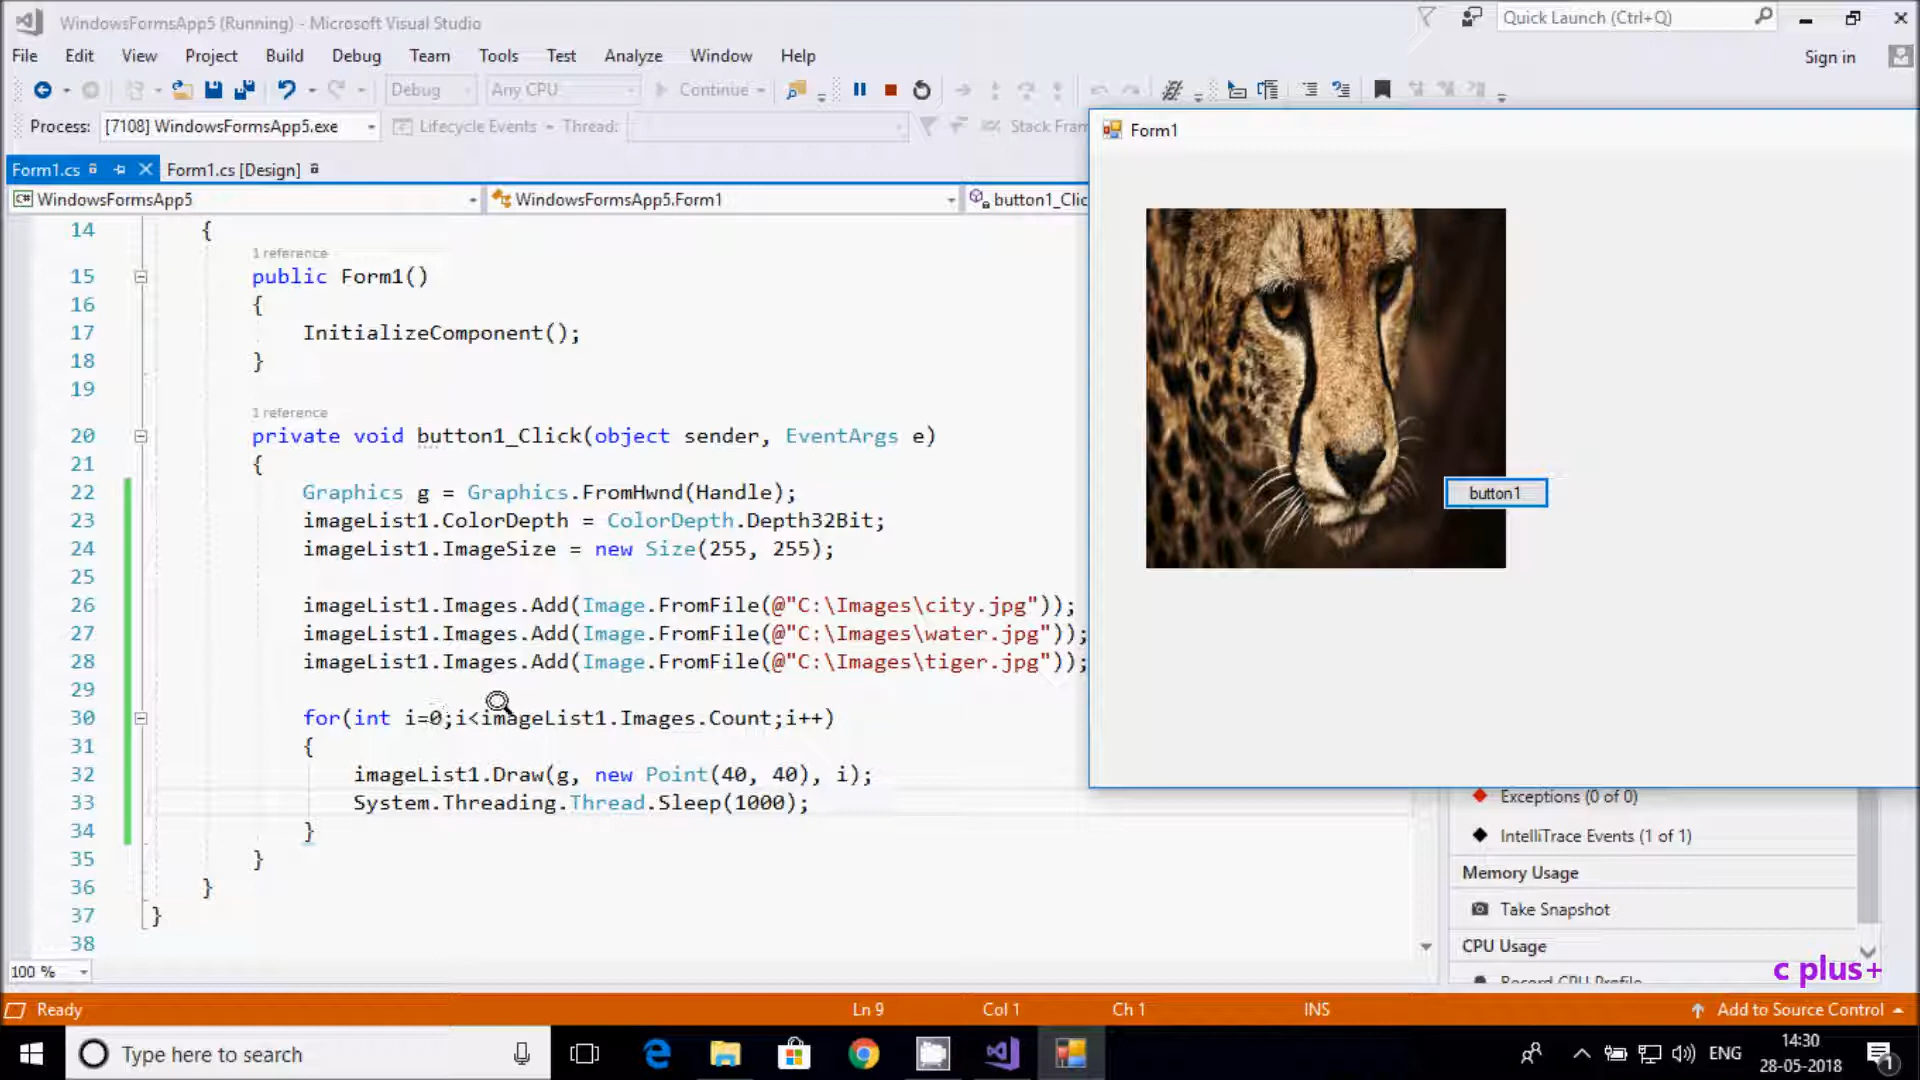 WindowsFormsApp5 (Running) - Microsoft Visual Studio
Quick Launch (Ctrl+Q)
File Edit View Project Build Debug Team Tools Test Analyze Window Help
Sign in
Debug Any CPU Continue
Process: [7108] WindowsFormsApp5.exe Lifecycle Events Thread: Stack Fram
Form1
Form1.cs Form1.cs [Design]
WindowsFormsApp5 WindowsFormsApp5.Form1 button1_Clic
14 {
1 reference
15 public Form1()
16 {
17 InitializeComponent();
18 }
19
1 reference
20 private void button1_Click(object sender, EventArgs e)
21 {
22 Graphics g = Graphics.FromHwnd(Handle);
23 imageList1.ColorDepth = ColorDepth.Depth32Bit;
24 imageList1.ImageSize = new Size(255, 255);
25
26 imageList1.Images.Add(Image.FromFile(@"C:\Images\city.jpg"));
27 imageList1.Images.Add(Image.FromFile(@"C:\Images\water.jpg"));
28 imageList1.Images.Add(Image.FromFile(@"C:\Images\tiger.jpg"));
29
30 for(int i=0;i<imageList1.Images.Count;i++)
31 {
32 imageList1.Draw(g, new Point(40, 40), i);
33 System.Threading.Thread.Sleep(1000);
34 }
35 }
36 }
37 }
38
button1
Exceptions (0 of 0)
IntelliTrace Events (1 of 1)
Memory Usage
Take Snapshot
CPU Usage
Record CPU Profile
c plus+
100 %
Ready Ln 9 Col 1 Ch 1 INS Add to Source Control
Type here to search
ENG
14:30
28-05-2018
1